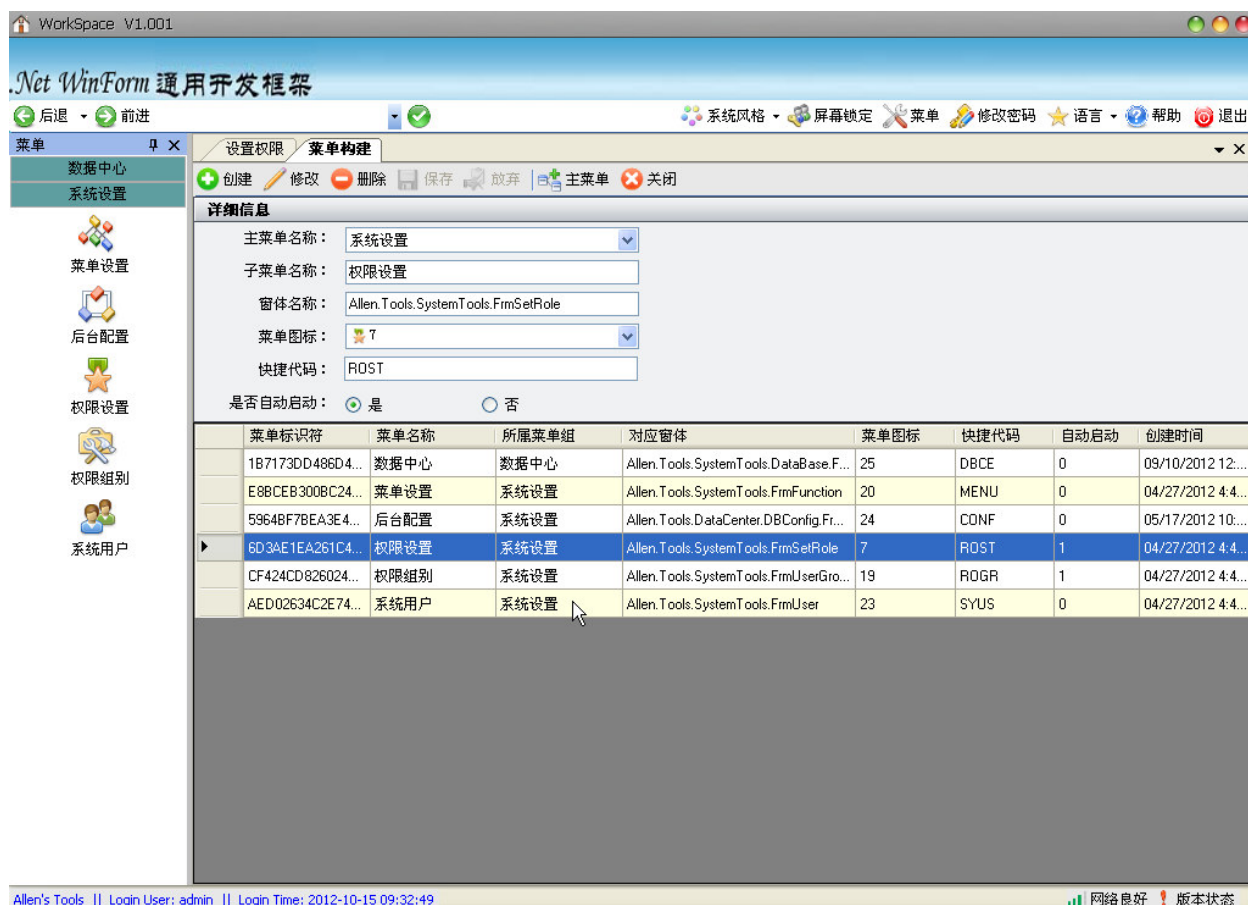 WorkSpace V1.001
.Net WinForm 通用开发框架
后退 前进 系统风格 屏幕锁定 菜单 修改密码 语言 帮助 退出
菜单
数据中心
系统设置
菜单设置
后台配置
权限设置
权限组别
系统用户
设置权限 菜单构建
创建 修改 删除 保存 放弃 主菜单 关闭
详细信息
主菜单名称： 系统设置
子菜单名称： 权限设置
窗体名称： Allen.Tools.SystemTools.FrmSetRole
菜单图标： 7
快捷代码： ROST
是否自动启动： 是 否
菜单标识符 菜单名称 所属菜单组 对应窗体 菜单图标 快捷代码 自动启动 创建时间
1B7173DD486D4... 数据中心 数据中心 Allen.Tools.SystemTools.DataBase.F... 25 DBCE 0 09/10/2012 12:...
E8BCEB300BC24... 菜单设置 系统设置 Allen.Tools.SystemTools.FrmFunction 20 MENU 0 04/27/2012 4:4...
5964BF7BEA3E4... 后台配置 系统设置 Allen.Tools.DataCenter.DBConfig.Fr... 24 CONF 0 05/17/2012 10:...
6D3AE1EA261C4... 权限设置 系统设置 Allen.Tools.SystemTools.FrmSetRole 7 ROST 1 04/27/2012 4:4...
CF424CD826024... 权限组别 系统设置 Allen.Tools.SystemTools.FrmUserGro... 19 ROGR 1 04/27/2012 4:4...
AED02634C2E74... 系统用户 系统设置 Allen.Tools.SystemTools.FrmUser 23 SYUS 0 04/27/2012 4:4...
Allen's Tools || Login User: admin || Login Time: 2012-10-15 09:32:49 网络良好 版本状态